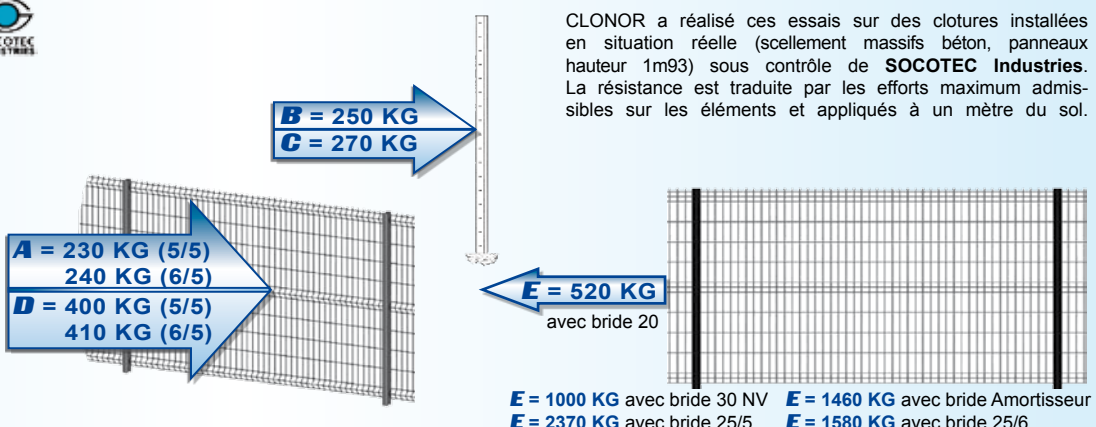 CLONOR a réalisé ces essais sur des clotures installées
en situation réelle (scellement massifs béton, panneaux
hauteur 1m93) sous contrôle de SOCOTEC Industries.
La résistance est traduite par les efforts maximum admis-
sibles sur les éléments et appliqués à un mètre du sol.
B = 250 KG
C = 270 KG
A = 230 KG (5/5)
240 KG (6/5)
D = 400 KG (5/5)
410 KG (6/5)
E = 520 KG
avec bride 20
E = 1000 KG avec bride 30 NV E = 1460 KG avec bride Amortisseur
E = 2370 KG avec bride 25/5 E = 1580 KG avec bride 25/6